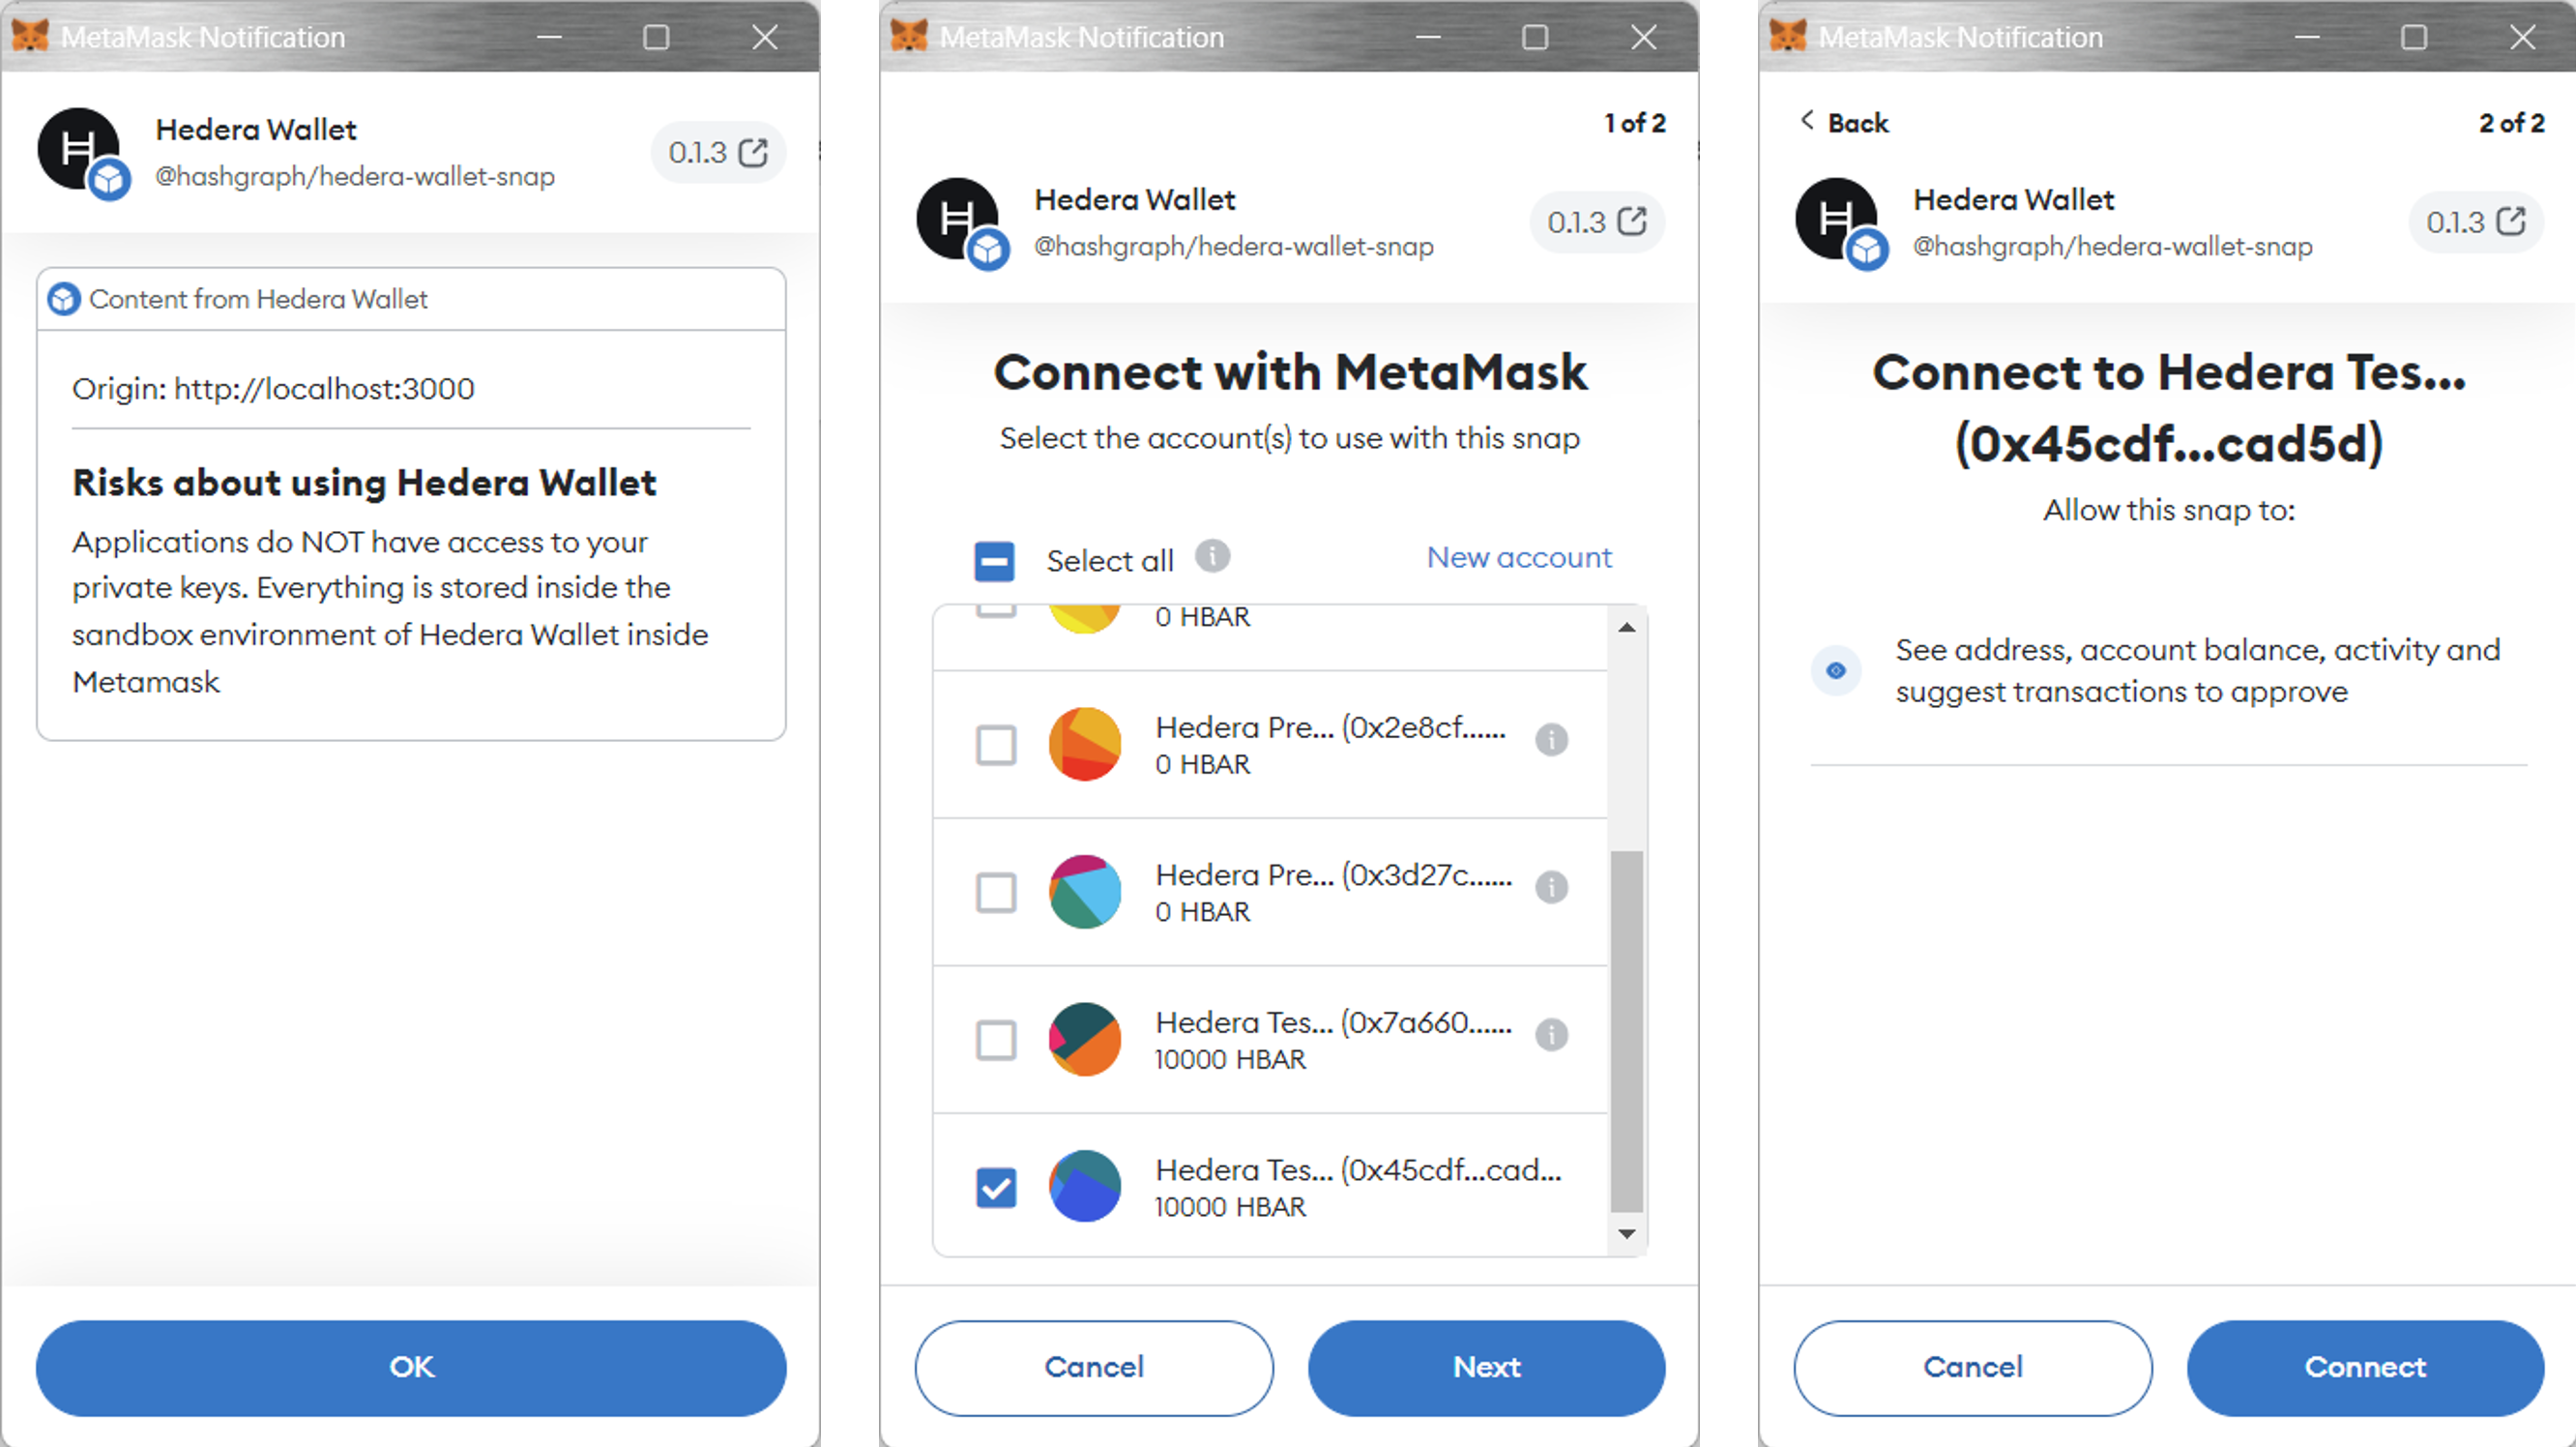 MetaMask Notification
Hedera Wallet
@hashgraph/hedera-wallet-snap
0.1.3
Content from Hedera Wallet
Origin: http://localhost:3000
Risks about using Hedera Wallet
Applications do NOT have access to your
private keys. Everything is stored inside the
sandbox environment of Hedera Wallet inside
Metamask
OK
MetaMask Notification
1 of 2
Hedera Wallet
@hashgraph/hedera-wallet-snap
0.1.3
Connect with MetaMask
Select the account(s) to use with this snap
Select all
New account
0 HBAR
Hedera Pre... (0x2e8cf......
0 HBAR
Hedera Pre... (0x3d27c......
0 HBAR
Hedera Tes... (0x7a660......
10000 HBAR
Hedera Tes... (0x45cdf...cad...
10000 HBAR
Cancel
Next
MetaMask Notification
Back
2 of 2
Hedera Wallet
@hashgraph/hedera-wallet-snap
0.1.3
Connect to Hedera Tes...
(0x45cdf...cad5d)
Allow this snap to:
See address, account balance, activity and
suggest transactions to approve
Cancel
Connect